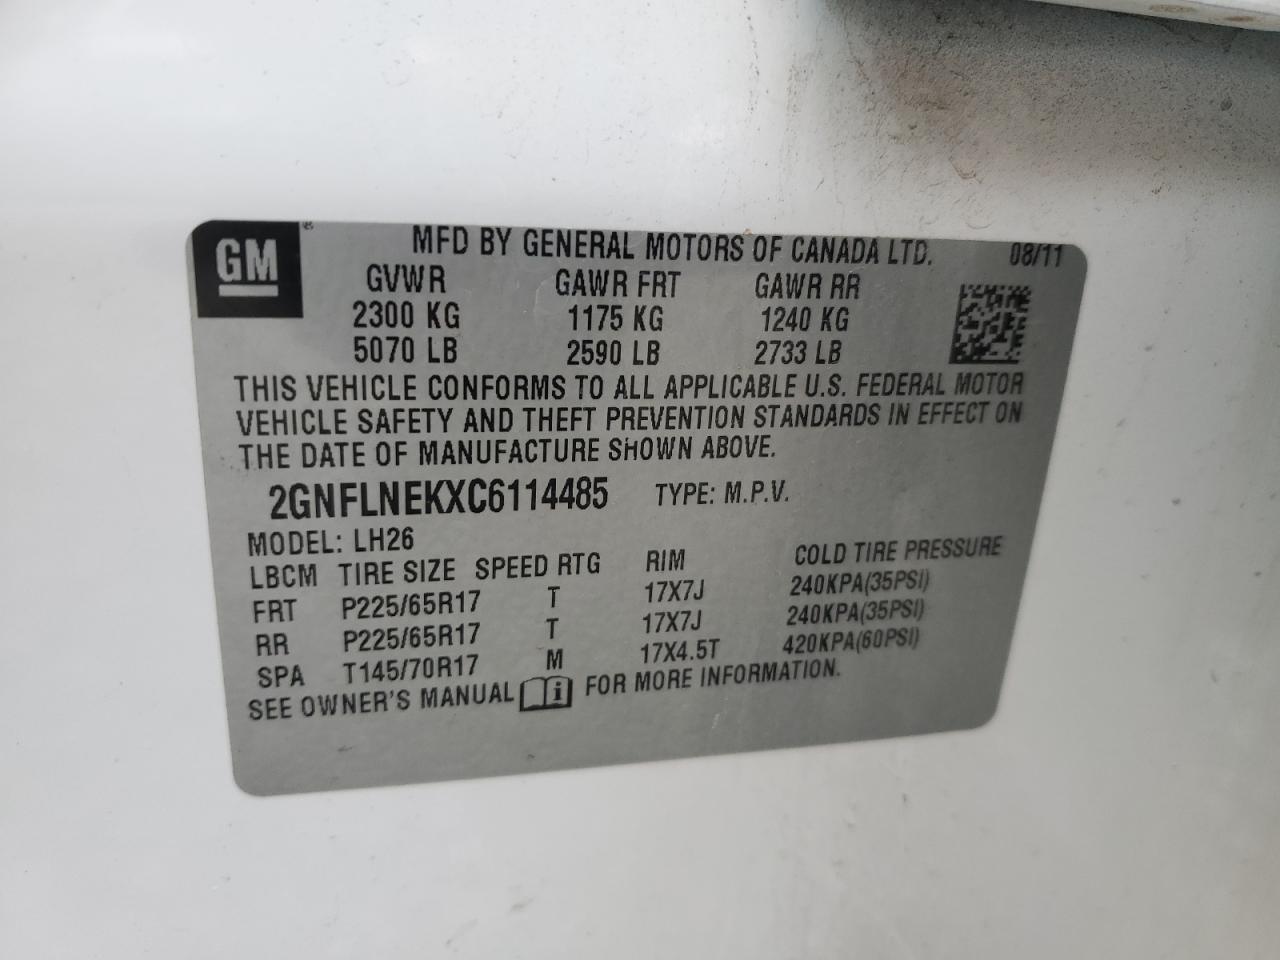 GM®
MFD BY GENERAL MOTORS OF CANADA LTD. 08/11
GVWR GAWR FRT GAWR RR
2300 KG 1175 KG 1240 KG
5070 LB 2590 LB 2733 LB
THIS VEHICLE CONFORMS TO ALL APPLICABLE U.S. FEDERAL MOTOR
VEHICLE SAFETY AND THEFT PREVENTION STANDARDS IN EFFECT ON
THE DATE OF MANUFACTURE SHOWN ABOVE.
2GNFLNEKXC6114485 TYPE: M.P.V.
MODEL: LH26
LBCM TIRE SIZE SPEED RTG RIM COLD TIRE PRESSURE
FRT P225/65R17 T 17X7J 240KPA(35PSI)
RR P225/65R17 T 17X7J 240KPA(35PSI)
SPA T145/70R17 M 17X4.5T 420KPA(60PSI)
SEE OWNER'S MANUAL i FOR MORE INFORMATION.